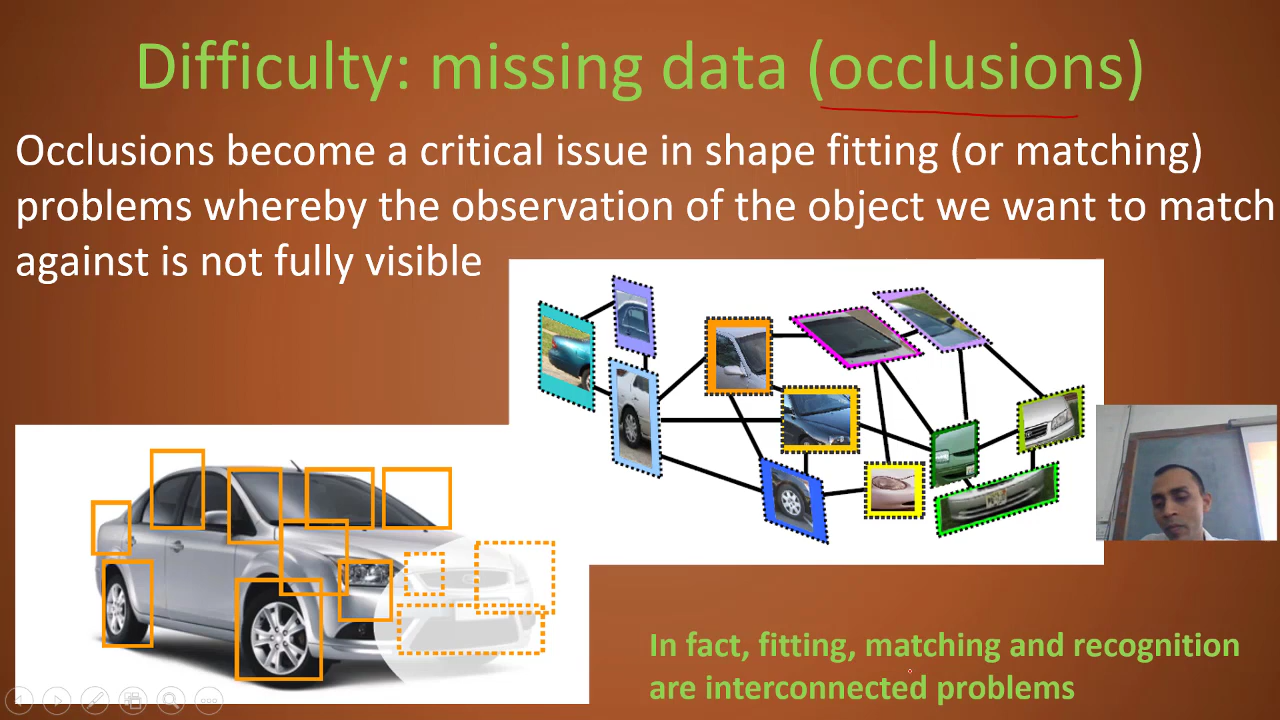 Difficulty: missing data (occlusions)
Occlusions become a critical issue in shape fitting (or matching)
problems whereby the observation of the object we want to match
against is not fully visible
In fact, fitting, matching and recognition
are interconnected problems